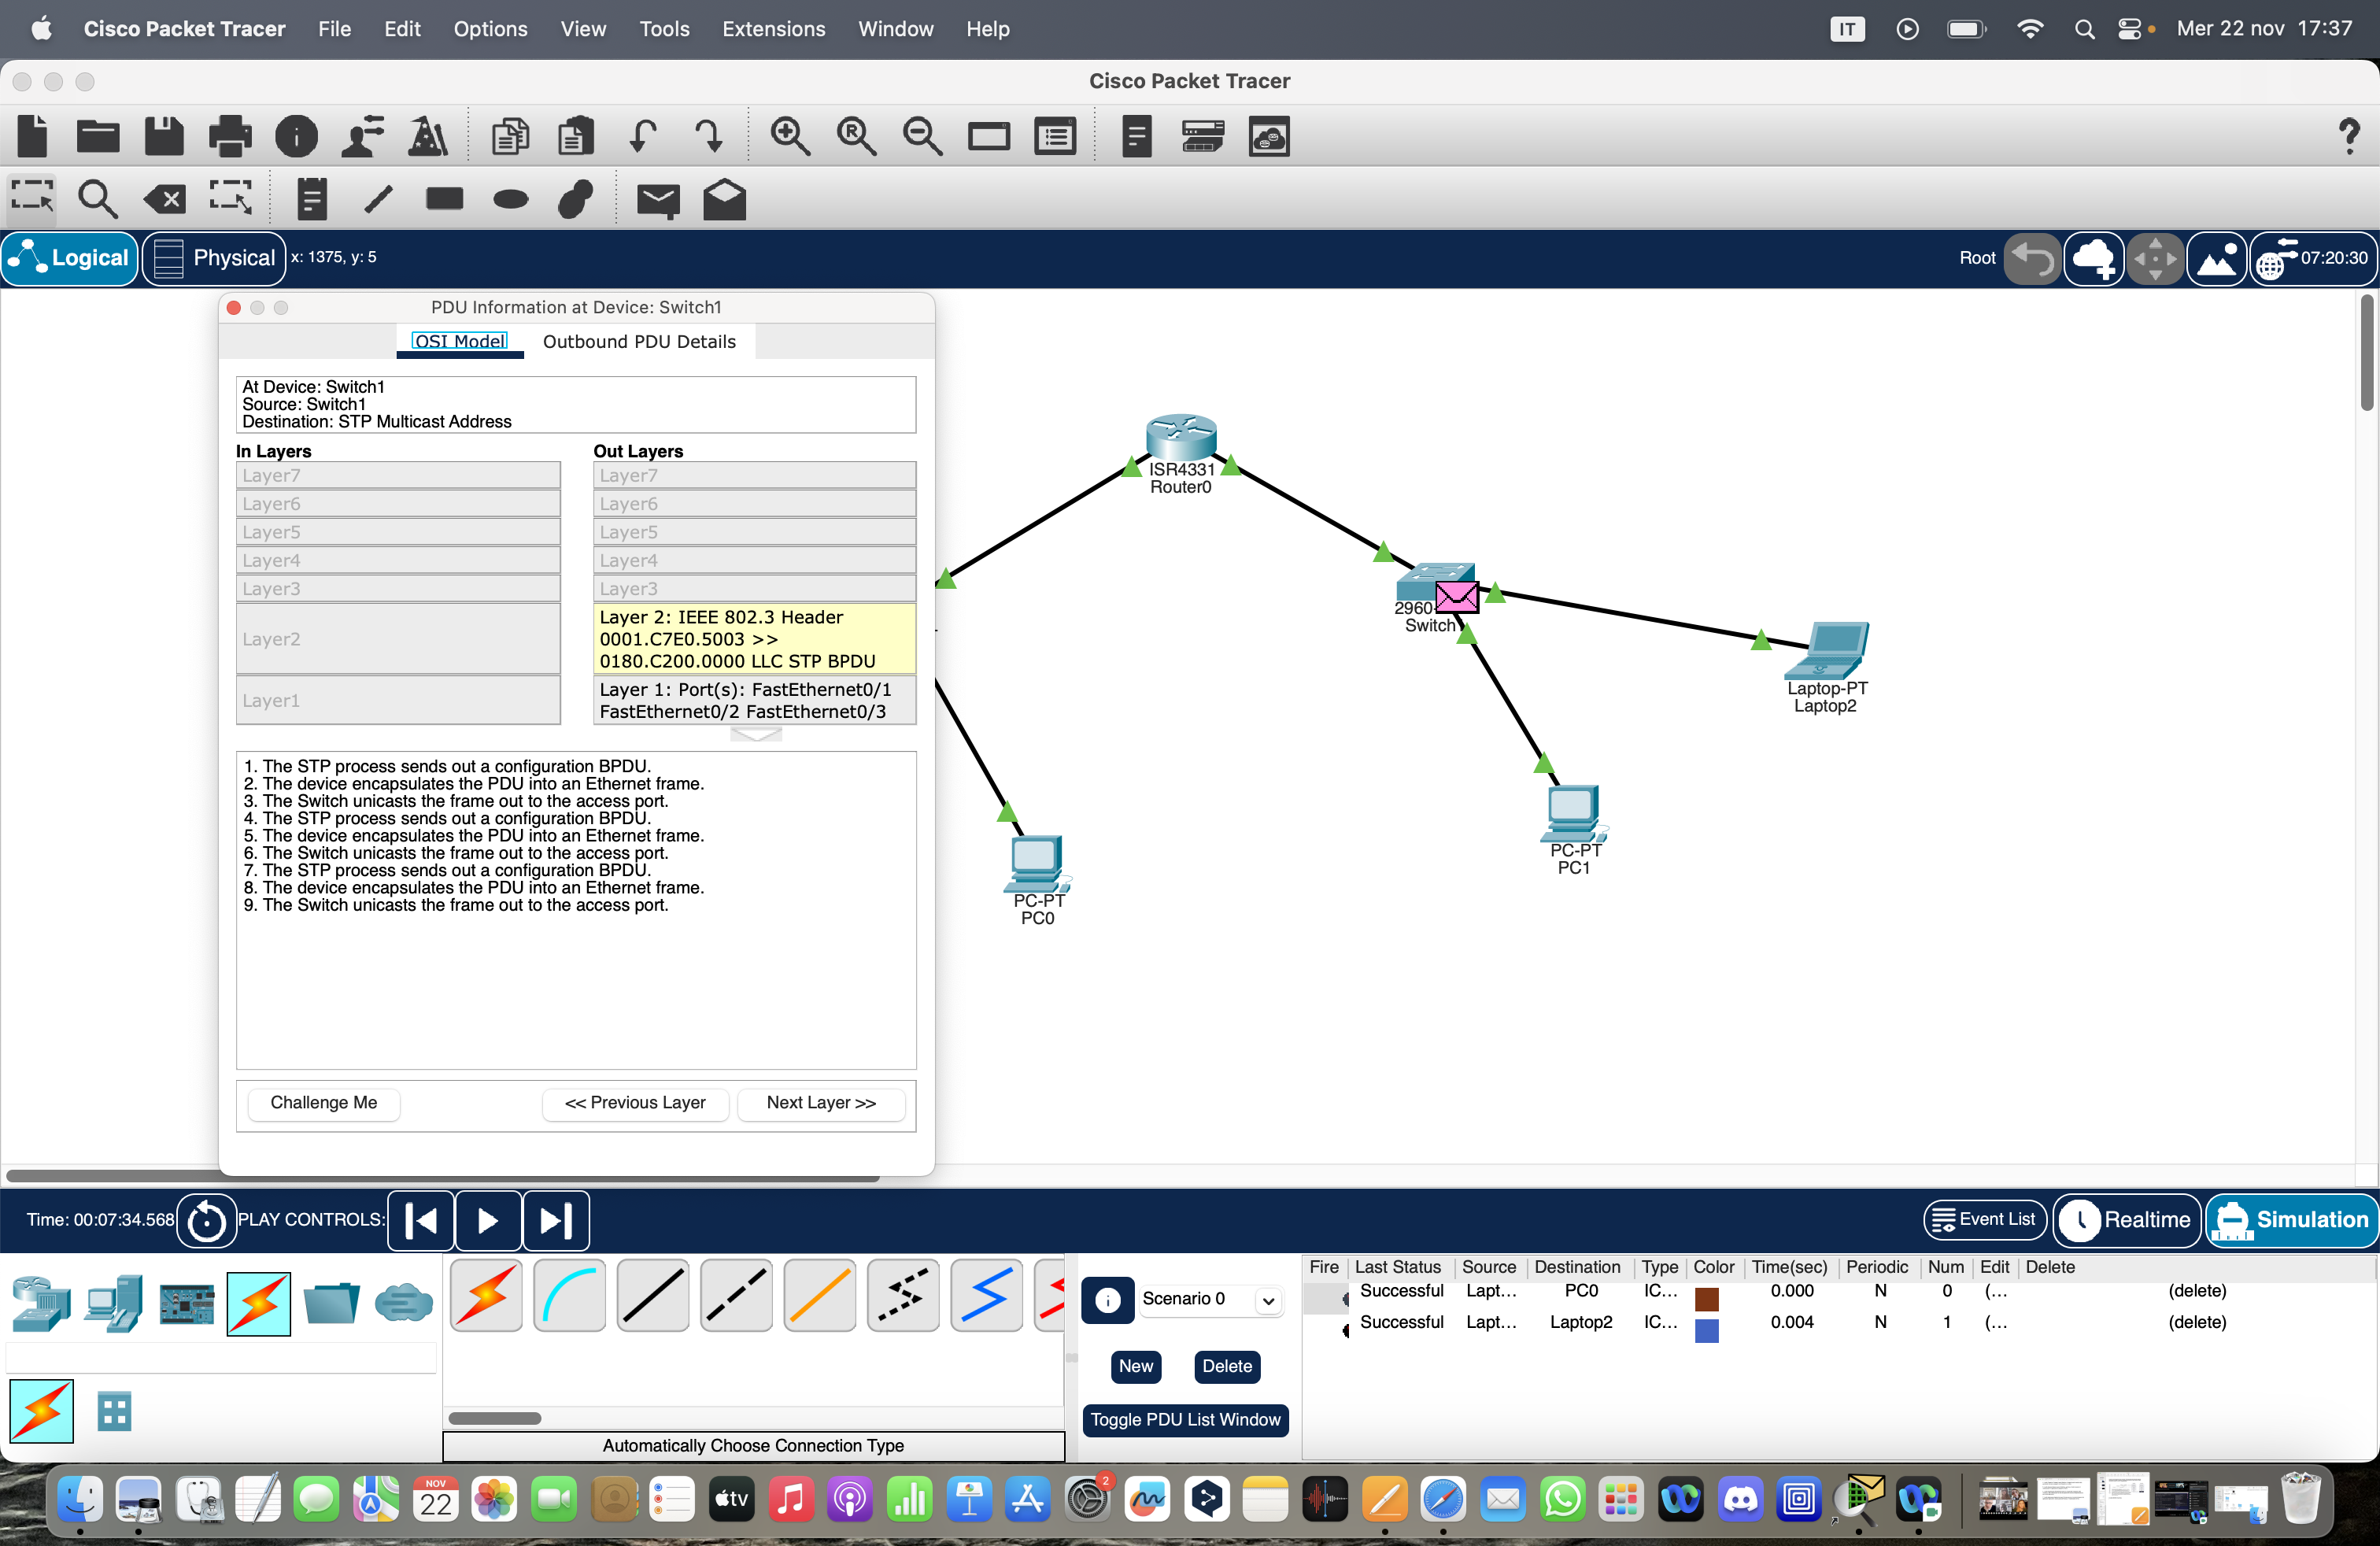 Cisco Packet Tracer File Edit Options View Tools Extensions Window Help IT Mer 22 nov 17:37
Cisco Packet Tracer
Logical Physical x: 1375, y: 5 Root 07:20:30
PDU Information at Device: Switch1
OSI Model Outbound PDU Details
At Device: Switch1
Source: Switch1
Destination: STP Multicast Address
In Layers Out Layers
Layer7 Layer7
Layer6 Layer6
Layer5 Layer5
Layer4 Layer4
Layer3 Layer3
Layer2
Layer 2: IEEE 802.3 Header
0001.C7E0.5003 >>
0180.C200.0000 LLC STP BPDU
Layer1
Layer 1: Port(s): FastEthernet0/1
FastEthernet0/2 FastEthernet0/3
1. The STP process sends out a configuration BPDU.
2. The device encapsulates the PDU into an Ethernet frame.
3. The Switch unicasts the frame out to the access port.
4. The STP process sends out a configuration BPDU.
5. The device encapsulates the PDU into an Ethernet frame.
6. The Switch unicasts the frame out to the access port.
7. The STP process sends out a configuration BPDU.
8. The device encapsulates the PDU into an Ethernet frame.
9. The Switch unicasts the frame out to the access port.
Challenge Me << Previous Layer Next Layer >>
ISR4331
Router0
2960-
Switch
Laptop-PT
Laptop2
PC-PT
PC1
PC-PT
PC0
Time: 00:07:34.568 PLAY CONTROLS: Event List Realtime Simulation
Scenario 0
New Delete
Toggle PDU List Window
Automatically Choose Connection Type
Fire Last Status Source Destination Type Color Time(sec) Periodic Num Edit Delete
Successful Lapt... PC0 IC... 0.000 N 0 (... (delete)
Successful Lapt... Laptop2 IC... 0.004 N 1 (... (delete)
NOV
22
tv
2